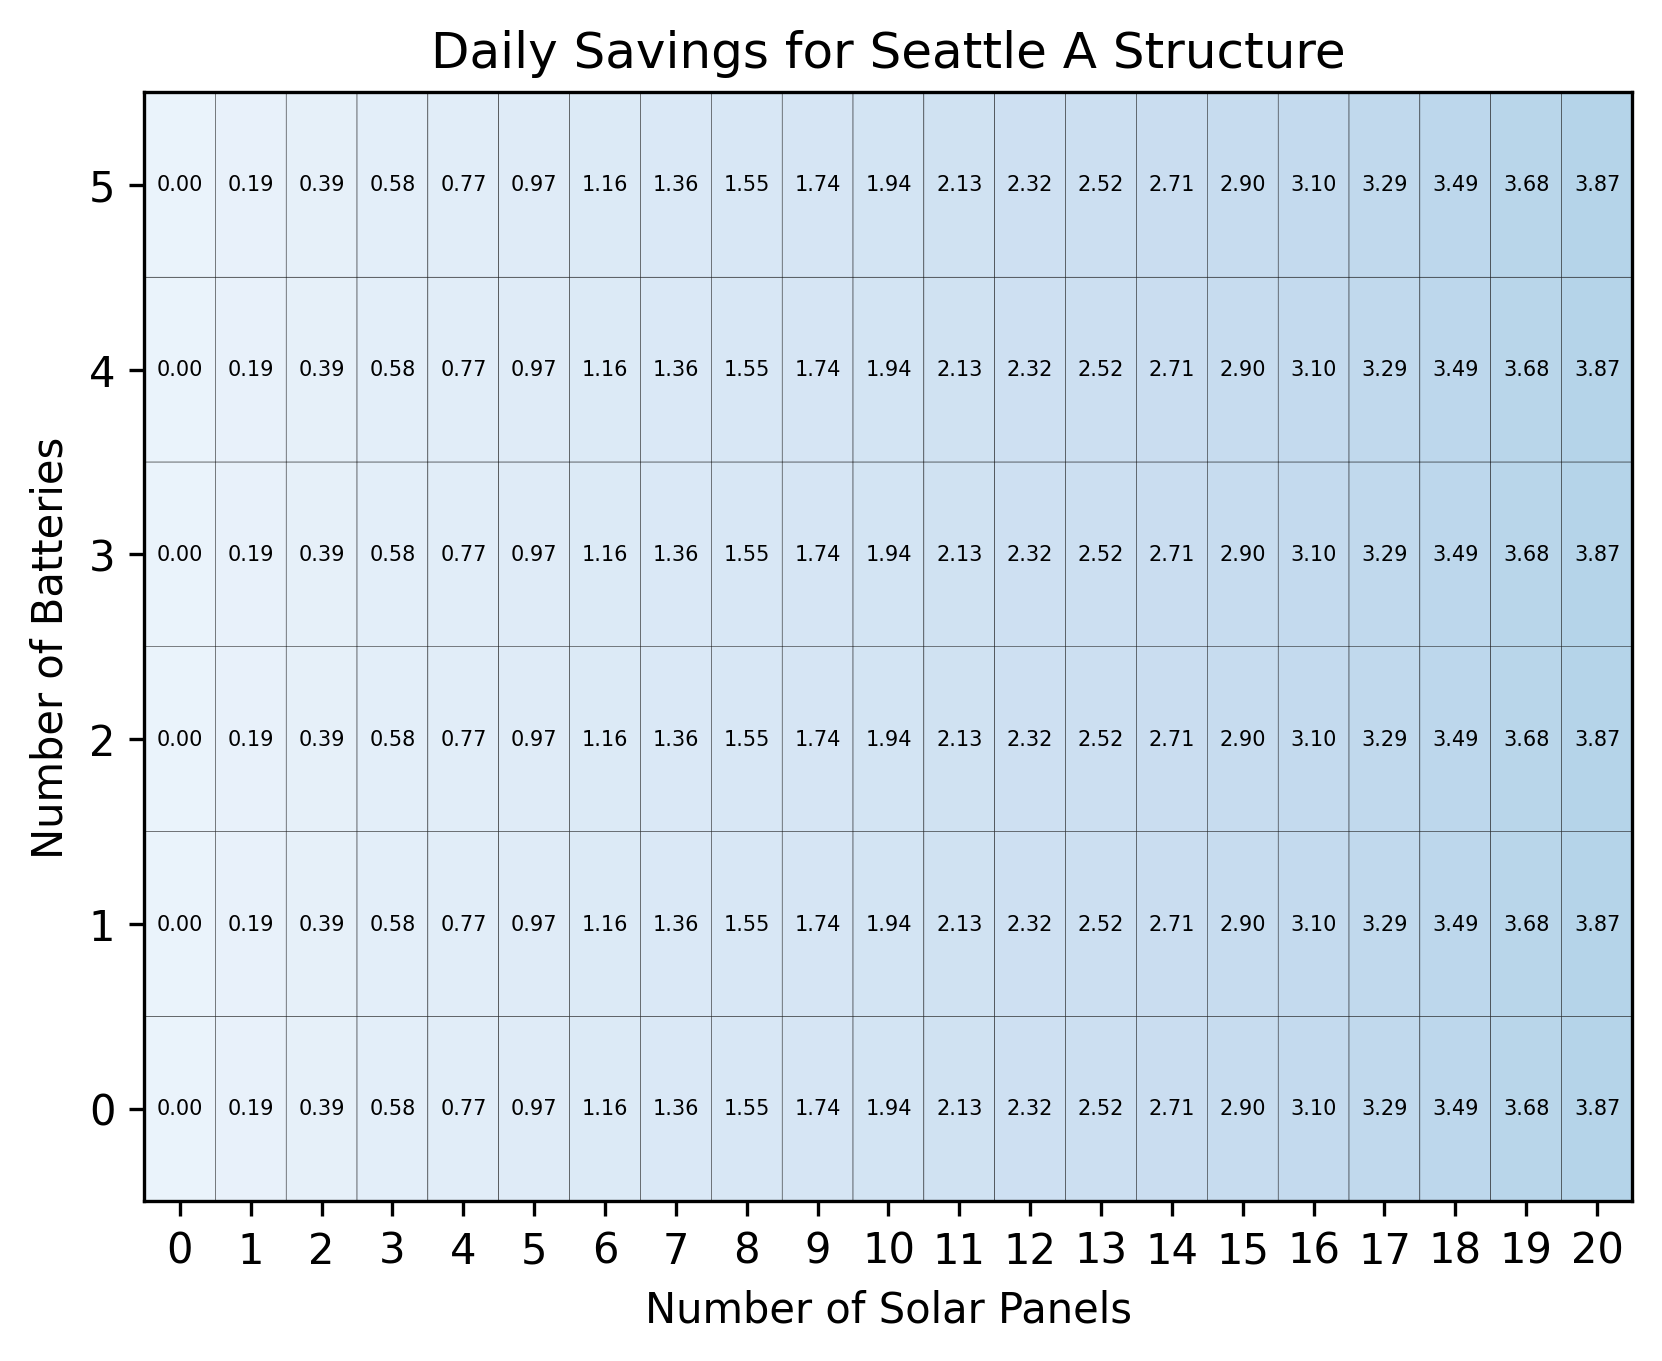 Daily Savings for Seattle A Structure
5 0.00 0.19 0.39 0.58 0.77 0.97 1.16 1.36 1.55 1.74 1.94 2.13 2.32 2.52 2.71 2.90 3.10 3.29 3.49 3.68 3.87
4 0.00 0.19 0.39 0.58 0.77 0.97 1.16 1.36 1.55 1.74 1.94 2.13 2.32 2.52 2.71 2.90 3.10 3.29 3.49 3.68 3.87
3 0.00 0.19 0.39 0.58 0.77 0.97 1.16 1.36 1.55 1.74 1.94 2.13 2.32 2.52 2.71 2.90 3.10 3.29 3.49 3.68 3.87
2 0.00 0.19 0.39 0.58 0.77 0.97 1.16 1.36 1.55 1.74 1.94 2.13 2.32 2.52 2.71 2.90 3.10 3.29 3.49 3.68 3.87
1 0.00 0.19 0.39 0.58 0.77 0.97 1.16 1.36 1.55 1.74 1.94 2.13 2.32 2.52 2.71 2.90 3.10 3.29 3.49 3.68 3.87
0 0.00 0.19 0.39 0.58 0.77 0.97 1.16 1.36 1.55 1.74 1.94 2.13 2.32 2.52 2.71 2.90 3.10 3.29 3.49 3.68 3.87
Number of Batteries
0 1 2 3 4 5 6 7 8 9 10 11 12 13 14 15 16 17 18 19 20
Number of Solar Panels